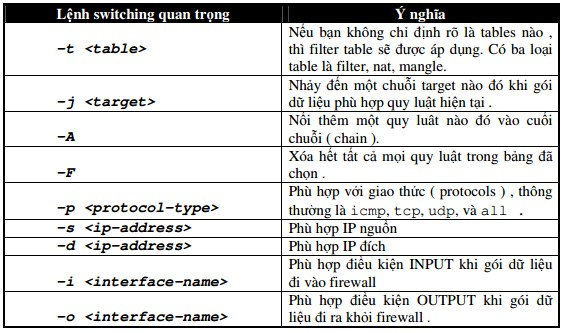 Lệnh switching quan trọng Ý nghĩa
-t <table>
Nếu bạn không chỉ định rõ là tables nào ,
thì filter table sẽ được áp dụng. Có ba loại
table là filter, nat, mangle.
-j <target>
Nhảy đến một chuỗi target nào đó khi gói
dữ liệu phù hợp quy luật hiện tại .
-A
Nối thêm một quy luât nào đó vào cuối
chuỗi ( chain ).
-F
Xóa hết tất cả mọi quy luật trong bảng đã
chọn .
-p <protocol-type>
Phù hợp với giao thức ( protocols ) , thông
thường là icmp, tcp, udp, và all .
-s <ip-address> Phù hợp IP nguồn
-d <ip-address> Phù hợp IP đích
-i <interface-name>
Phù hợp điều kiện INPUT khi gói dữ liệu
đi vào firewall
-o <interface-name>
Phù hợp điều kiện OUTPUT khi gói dữ
liệu đi ra khỏi firewall .